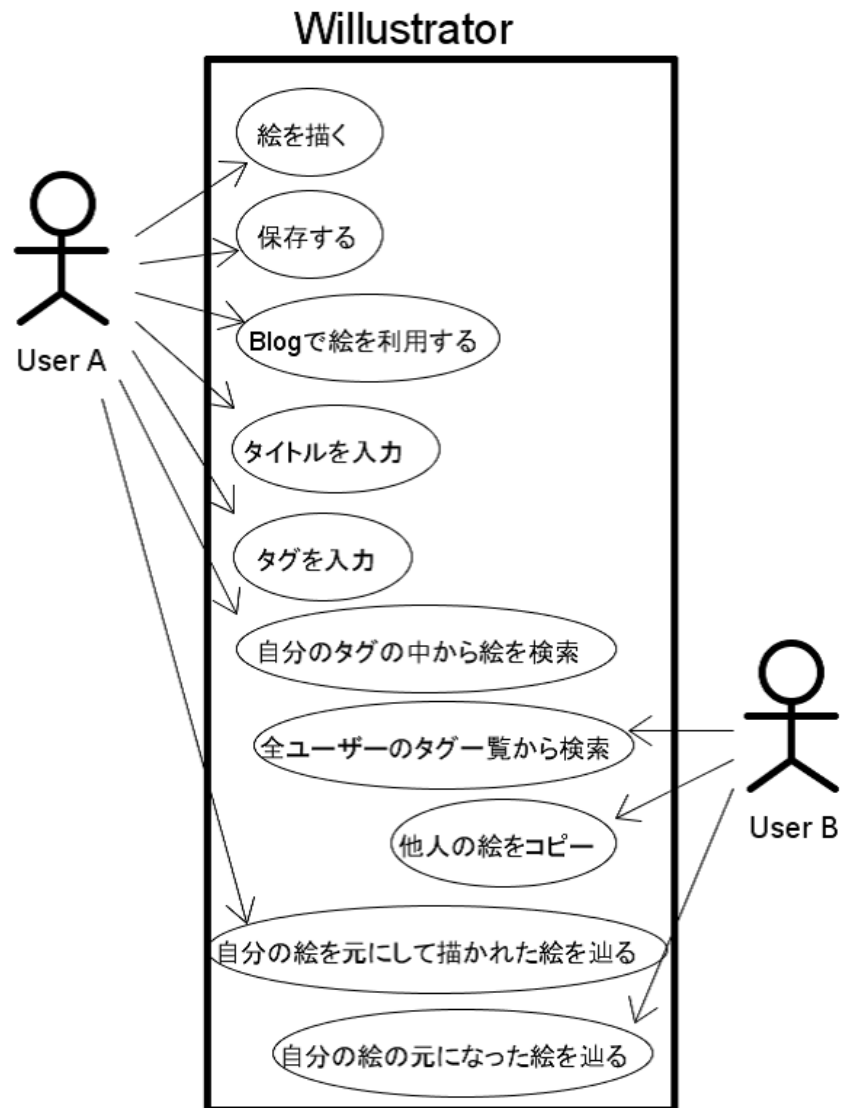 Willustrator
絵を描く
保存する
User A
Blogで絵を利用する
タイトルを入力
タグを入力
自分のタグの中から絵を検索
全ユーザーのタグ一覧から検索
User B
他人の絵をコピー
自分の絵を元にして描かれた絵を辿る
自分の絵の元になった絵を辿る